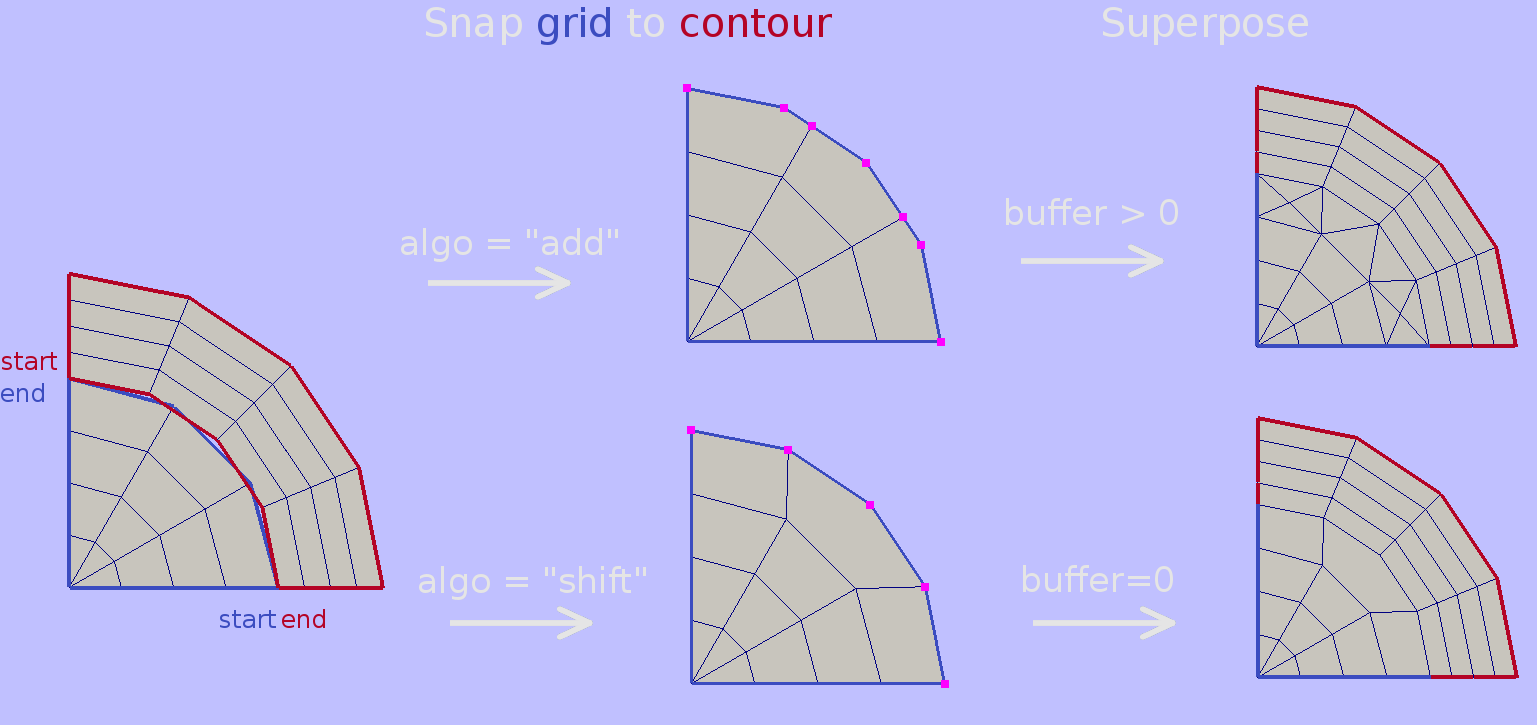 Snap grid to contour
Superpose
algo = "add"
buffer > 0
start
end
start end
algo = "shift"
buffer=0